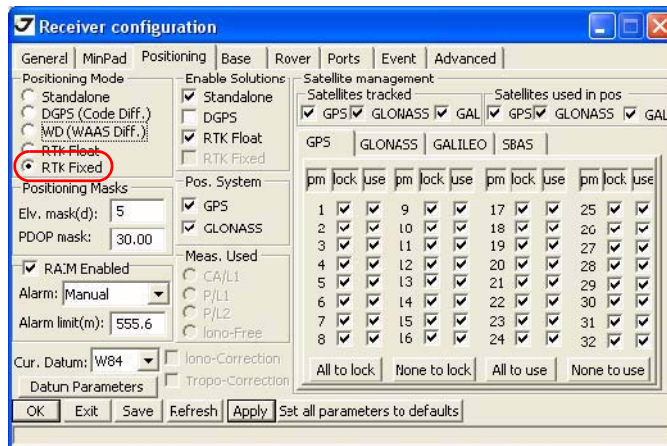 Receiver configuration
General MinPad Positioning Base Rover Ports Event Advanced
Positioning Mode
Standalone
DGPS (Code Diff.)
WD (WAAS Diff.)
RTK Float
RTK Fixed
Positioning Masks
Elv. mask(d): 5
PDOP mask: 30.00
RAIM Enabled
Alarm: Manual
Alarm limit(m): 555.6
Cur. Datum: W84
Datum Parameters
Enable Solutions
Standalone
DGPS
RTK Float
RTK Fixed
Pos. System
GPS
GLONASS
Meas. Used
CA/L1
P/L1
P/L2
Iono-Free
Iono-Correction
Tropo-Correction
Satellite management
Satellites tracked
GPS GLONASS GAL
Satellites used in pos
GPS GLONASS GAL
GPS GLONASS GALILEO SBAS
pm lock use pm lock use pm lock use pm lock use
1 9 17 25
2 10 18 26
3 11 19 27
4 12 20 28
5 13 21 29
6 14 22 30
7 15 23 31
8 16 24 32
All to lock None to lock All to use None to use
OK Exit Save Refresh Apply Set all parameters to defaults